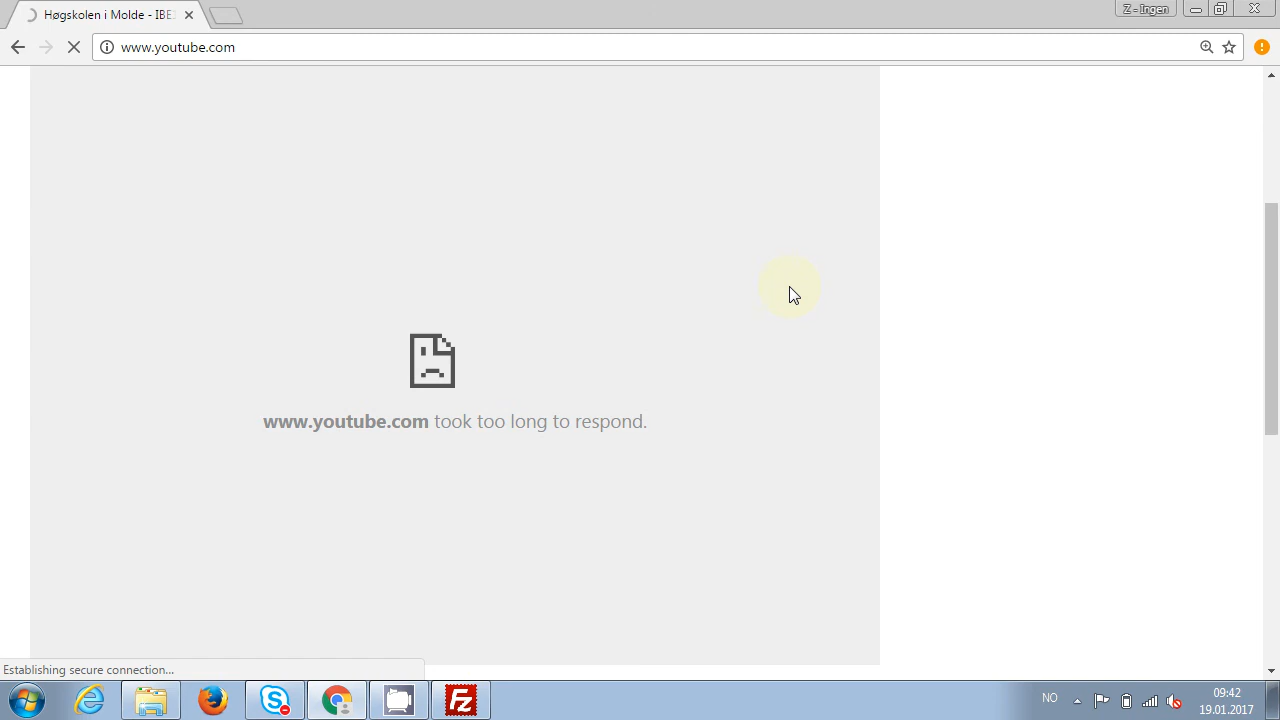 Høgskolen i Molde - IBE
Z - Ingen
www.youtube.com
www.youtube.com took too long to respond.
Establishing secure connection...
NO
09:42
19.01.2017